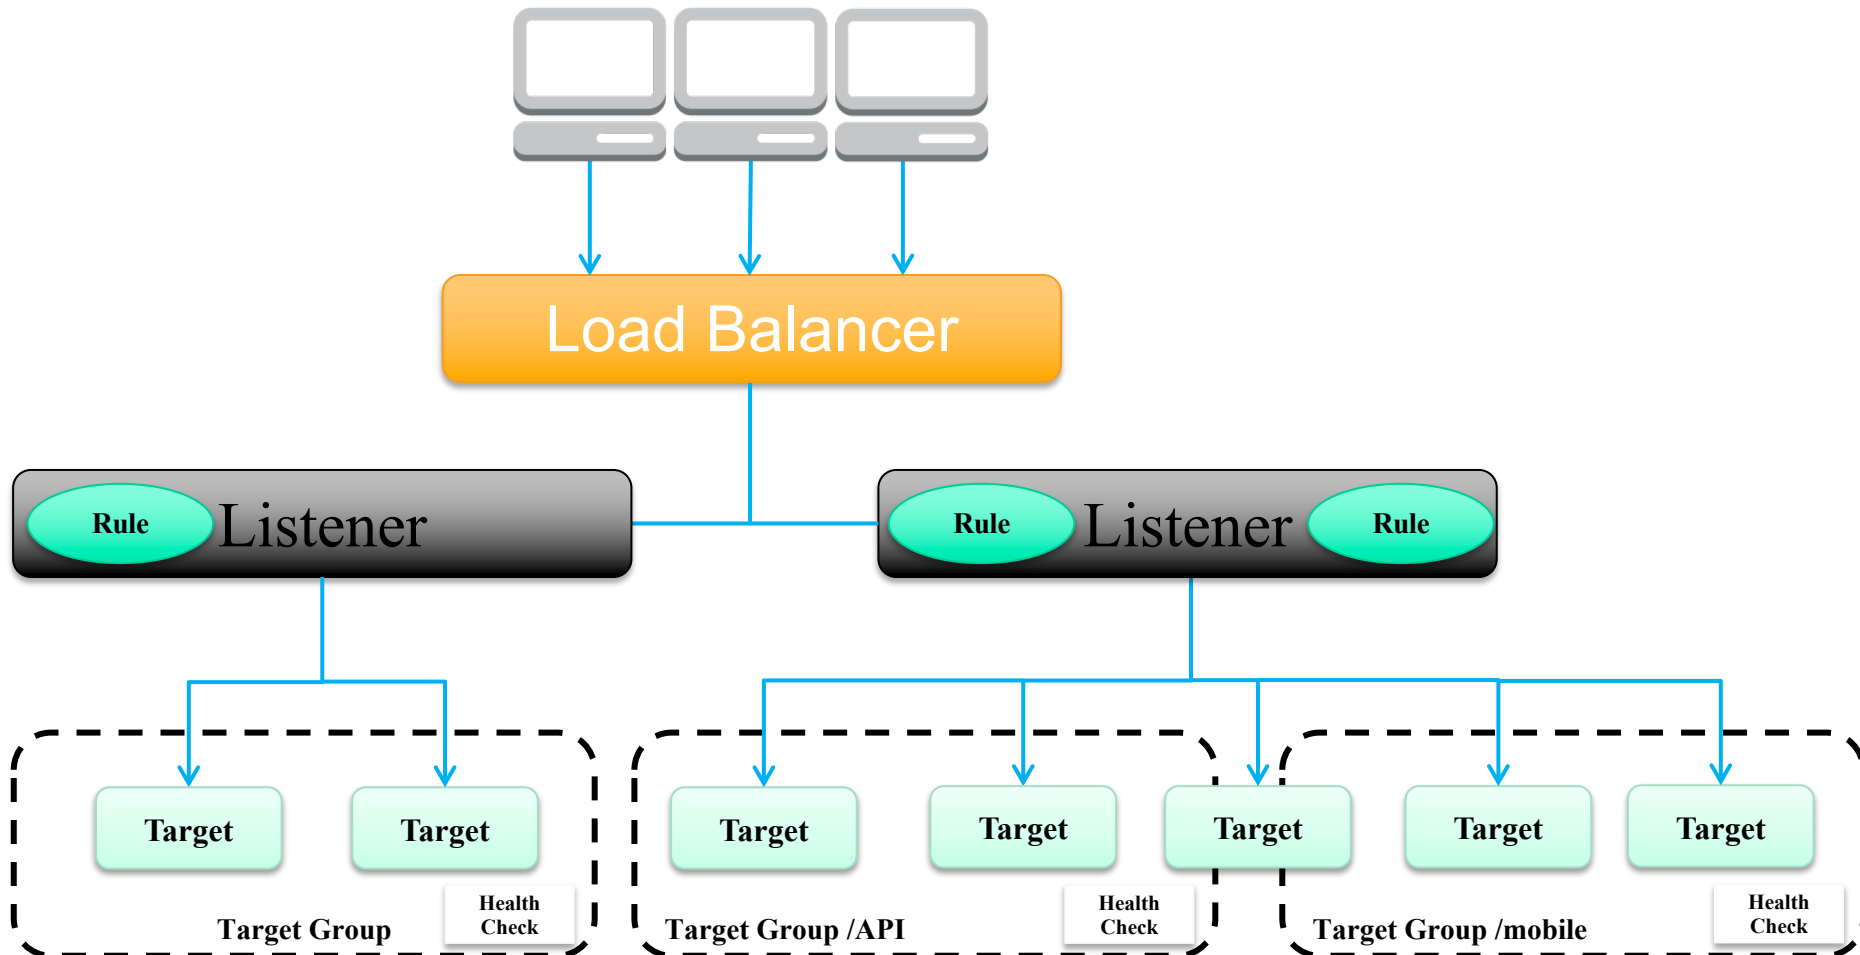 Load Balancer
Rule
Listener
Rule
Listener
Rule
Target
Target
Target
Target
Target
Target
Target
Health
Check
Target Group
Health
Check
Target Group /API
Health
Check
Target Group /mobile